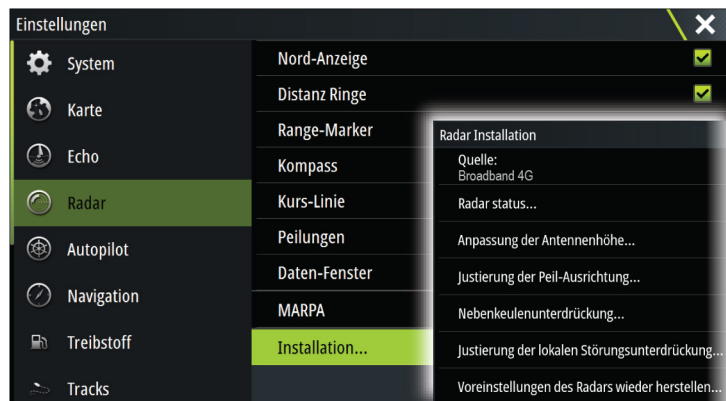 Einstellungen
System
Karte
Echo
Radar
Autopilot
Navigation
Treibstoff
Tracks
Nord-Anzeige
Distanz Ringe
Range-Marker
Kompass
Kurs-Linie
Peilungen
Daten-Fenster
MARPA
Installation...
Radar Installation
Quelle:
Broadband 4G
Radar status...
Anpassung der Antennenhöhe...
Justierung der Peil-Ausrichtung...
Nebenkeulenunterdrückung...
Justierung der lokalen Störungsunterdrückung...
Voreinstellungen des Radars wieder herstellen...